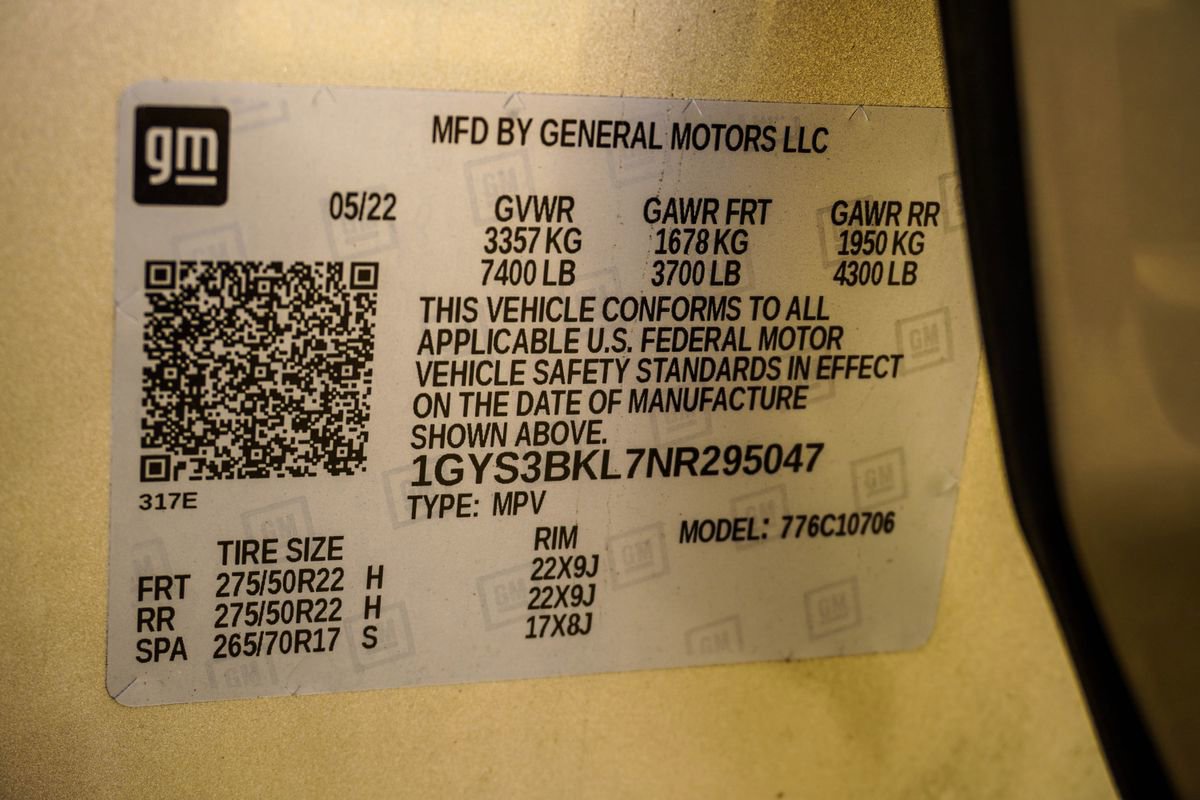 gm
MFD BY GENERAL MOTORS LLC
05/22 GVWR GAWR FRT GAWR RR
3357 KG 1678 KG 1950 KG
7400 LB 3700 LB 4300 LB
THIS VEHICLE CONFORMS TO ALL
APPLICABLE U.S. FEDERAL MOTOR
VEHICLE SAFETY STANDARDS IN EFFECT
ON THE DATE OF MANUFACTURE
SHOWN ABOVE.
1GYS3BKL7NR295047
317E
TYPE: MPV
MODEL: 776C10706
TIRE SIZE RIM
FRT 275/50R22 H 22X9J
RR 275/50R22 H 22X9J
SPA 265/70R17 S 17X8J